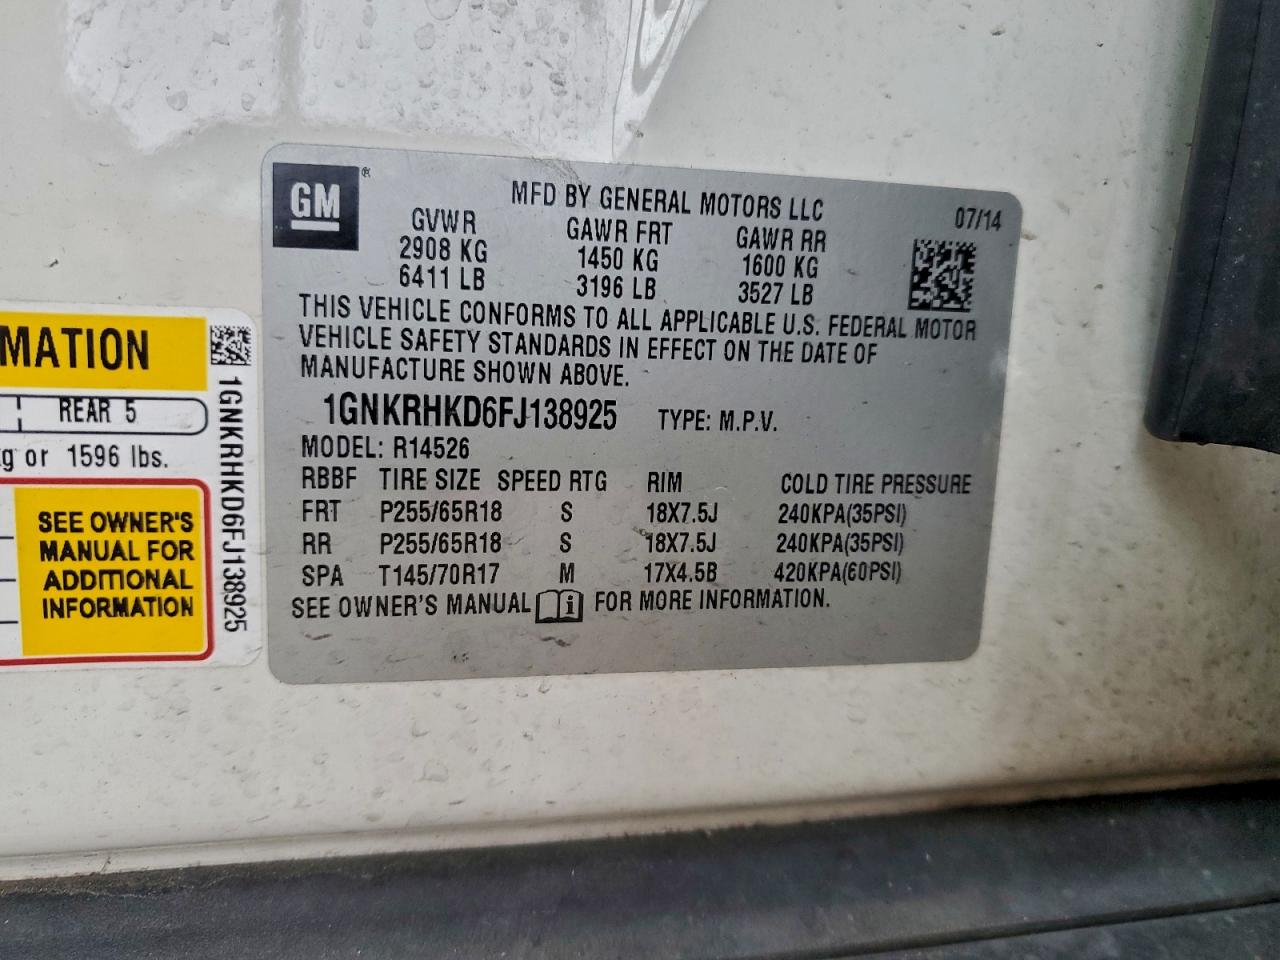 GM
®
MFD BY GENERAL MOTORS LLC
07/14
GVWR GAWR FRT GAWR RR
2908 KG 1450 KG 1600 KG
6411 LB 3196 LB 3527 LB
THIS VEHICLE CONFORMS TO ALL APPLICABLE U.S. FEDERAL MOTOR
VEHICLE SAFETY STANDARDS IN EFFECT ON THE DATE OF
MANUFACTURE SHOWN ABOVE.
1GNKRHKD6FJ138925 TYPE: M.P.V.
MODEL: R14526
RBBF TIRE SIZE SPEED RTG RIM COLD TIRE PRESSURE
FRT P255/65R18 S 18X7.5J 240KPA(35PSI)
RR P255/65R18 S 18X7.5J 240KPA(35PSI)
SPA T145/70R17 M 17X4.5B 420KPA(60PSI)
SEE OWNER'S MANUAL i FOR MORE INFORMATION.
MATION
REAR 5
g or 1596 lbs.
SEE OWNER'S
MANUAL FOR
ADDITIONAL
INFORMATION
1GNKRHKD6FJ138925